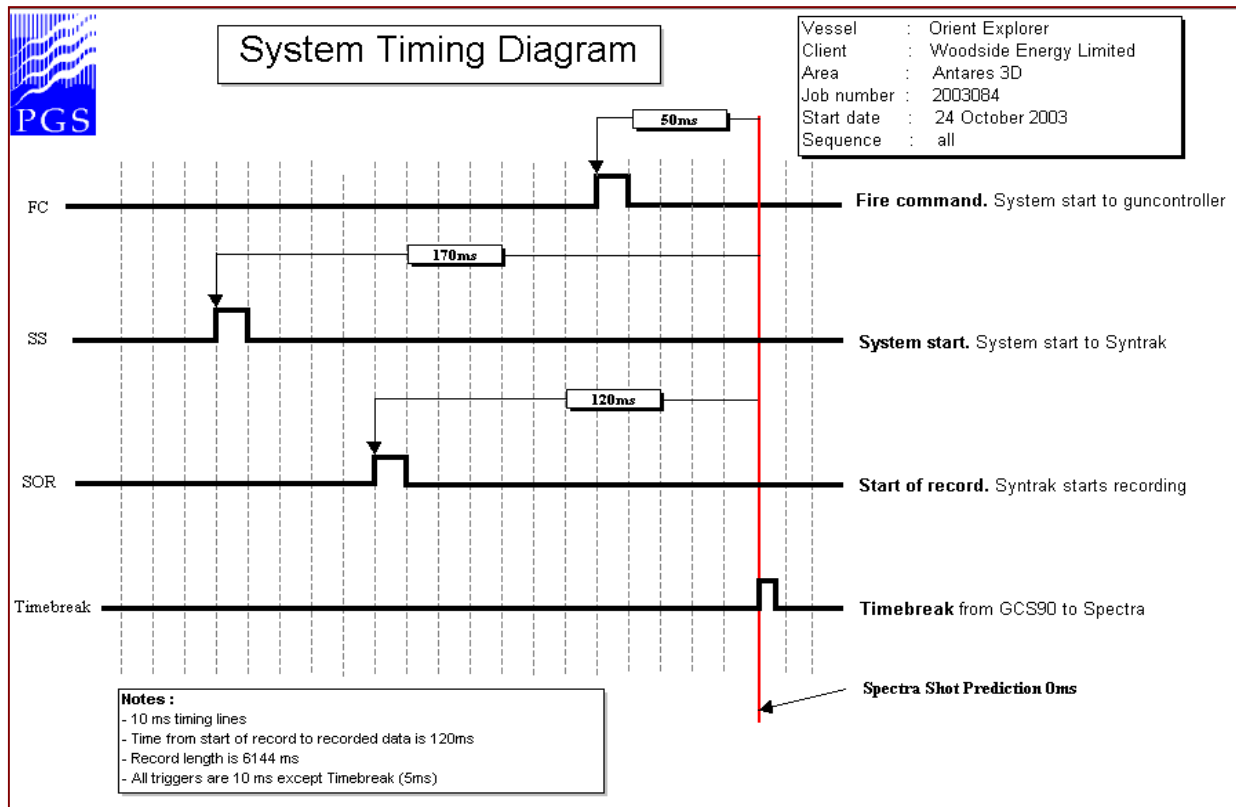 PGS
System Timing Diagram
Vessel : Orient Explorer
Client : Woodside Energy Limited
Area : Antares 3D
Job number : 2003084
Start date : 24 October 2003
Sequence : all
50ms
FC
Fire command. System start to guncontroller
170ms
SS
System start. System start to Syntrak
120ms
SOR
Start of record. Syntrak starts recording
Timebreak
Timebreak from GCS90 to Spectra
Spectra Shot Prediction 0ms
Notes :
- 10 ms timing lines
- Time from start of record to recorded data is 120ms
- Record length is 6144 ms
- All triggers are 10 ms except Timebreak (5ms)